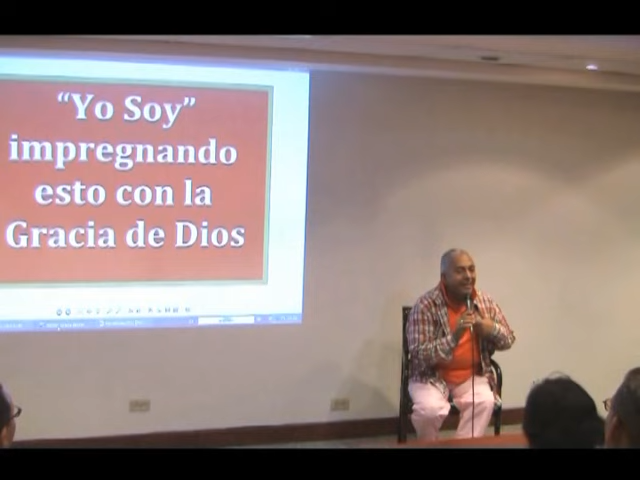 “Yo Soy”
impregnando
esto con la
Gracia de Dios